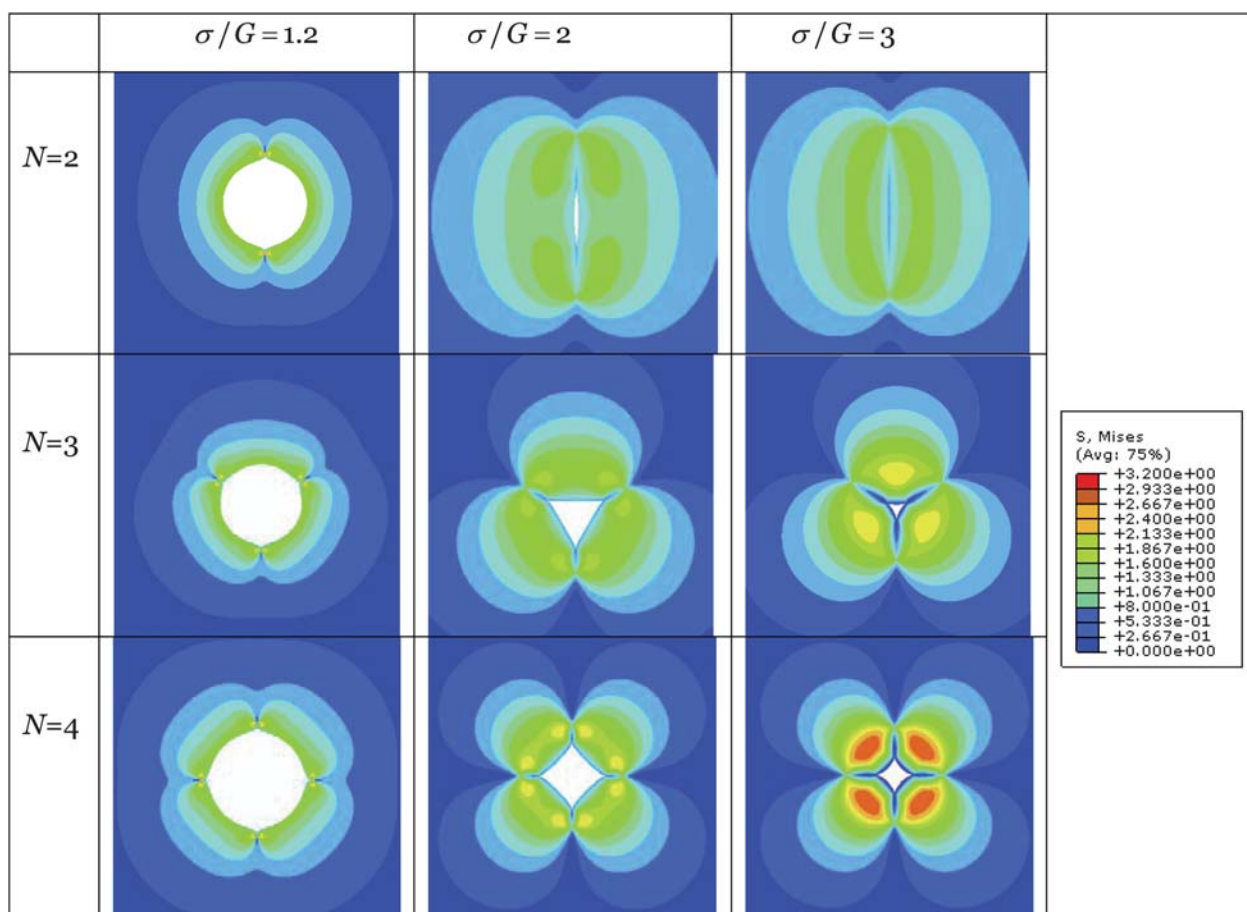 σ/G=1.2 σ/G=2 σ/G=3
N=2
N=3
N=4
S, Mises
(Avg: 75%)
+3.200e+00
+2.933e+00
+2.667e+00
+2.400e+00
+2.133e+00
+1.867e+00
+1.600e+00
+1.333e+00
+1.067e+00
+8.000e-01
+5.333e-01
+2.667e-01
+0.000e+00